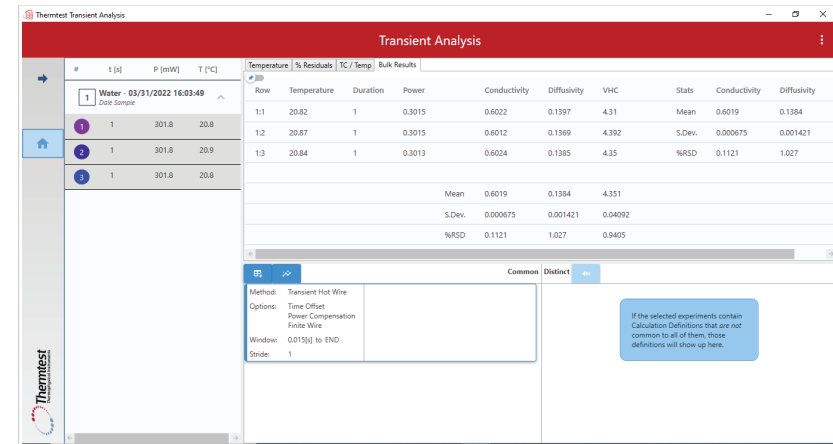 Thermtest Transient Analysis
Transient Analysis
# t [s] P [mW] T [°C]
1 Water - 03/31/2022 16:03:49
Dale Sample
1 1 301.8 20.8
2 1 301.8 20.9
3 1 301.8 20.8
Thermtest
Temperature % Residuals TC / Temp Bulk Results
Row Temperature Duration Power Conductivity Diffusivity VHC Stats Conductivity Diffusivity
1:1 20.82 1 0.3015 0.6022 0.1397 4.31 Mean 0.6019 0.1384
1:2 20.87 1 0.3015 0.6012 0.1369 4.392 S.Dev. 0.000675 0.001421
1:3 20.84 1 0.3013 0.6024 0.1385 4.35 %RSD 0.1121 1.027
Mean 0.6019 0.1384 4.351
S.Dev. 0.000675 0.001421 0.04092
%RSD 0.1121 1.027 0.9405
Common Distinct
Method: Transient Hot Wire
Options: Time Offset
Power Compensation
Finite Wire
Window: 0.015[s] to END
Stride: 1
If the selected experiments contain
Calculation Definitions that are not
common to all of them, those
definitions will show up here.